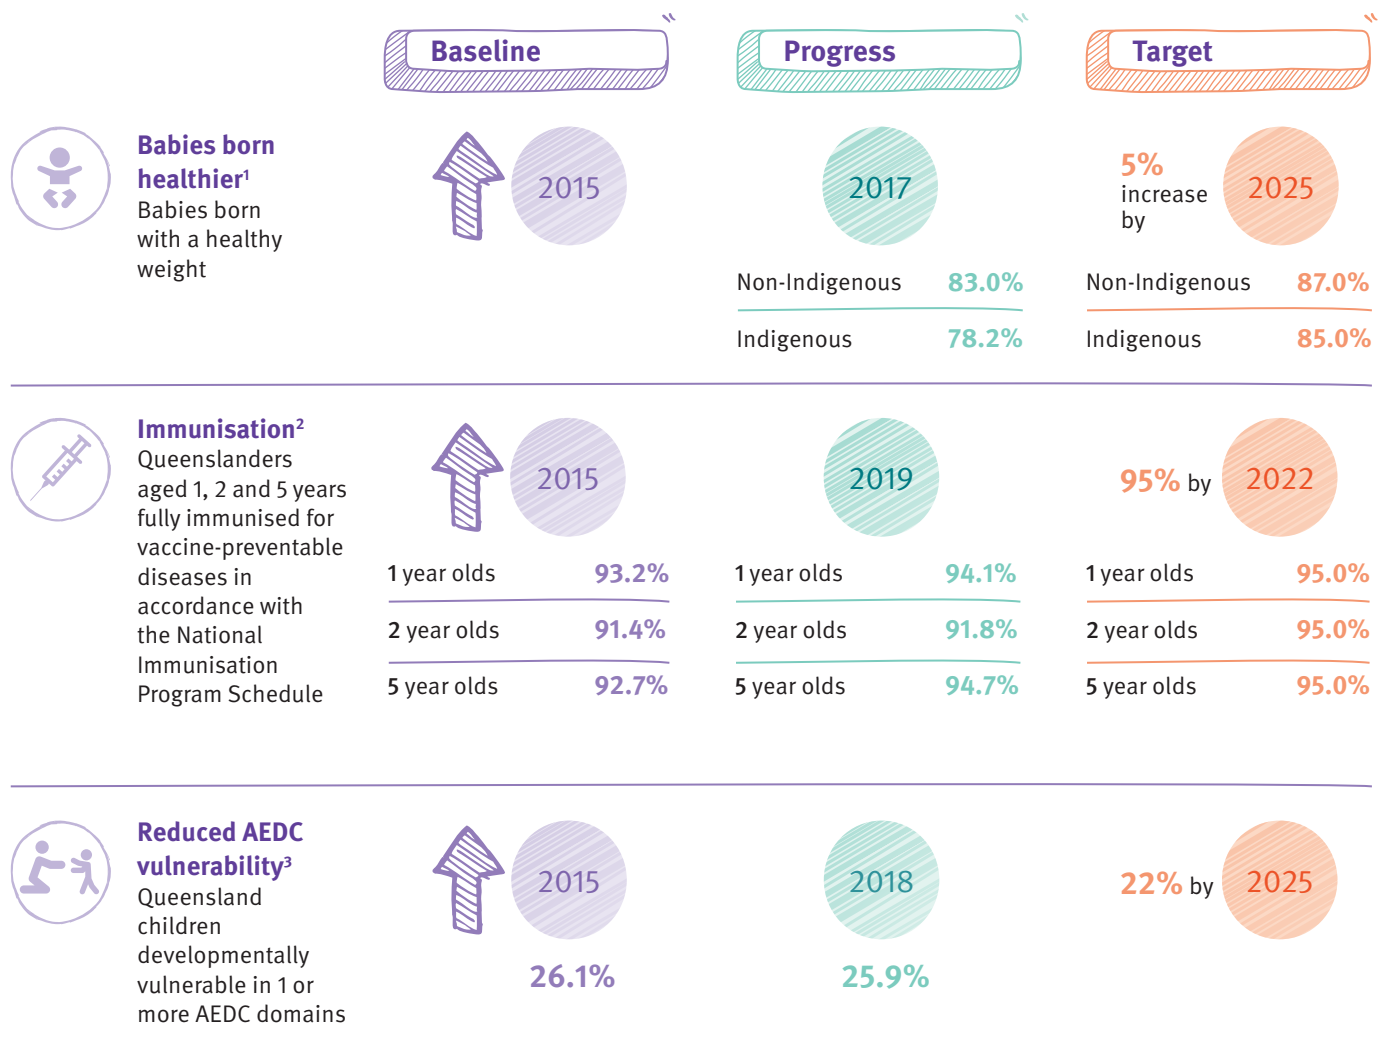 Baseline
Progress
Target
Babies born
healthier¹
Babies born
with a healthy
weight
2015
2017
Non-Indigenous 83.0%
Indigenous 78.2%
5%
increase
by
2025
Non-Indigenous 87.0%
Indigenous 85.0%
Immunisation²
Queenslanders
aged 1, 2 and 5 years
fully immunised for
vaccine-preventable
diseases in
accordance with
the National
Immunisation
Program Schedule
2015
1 year olds 93.2%
2 year olds 91.4%
5 year olds 92.7%
2019
1 year olds 94.1%
2 year olds 91.8%
5 year olds 94.7%
95% by 2022
1 year olds 95.0%
2 year olds 95.0%
5 year olds 95.0%
Reduced AEDC
vulnerability³
Queensland
children
developmentally
vulnerable in 1 or
more AEDC domains
2015
26.1%
2018
25.9%
22% by 2025